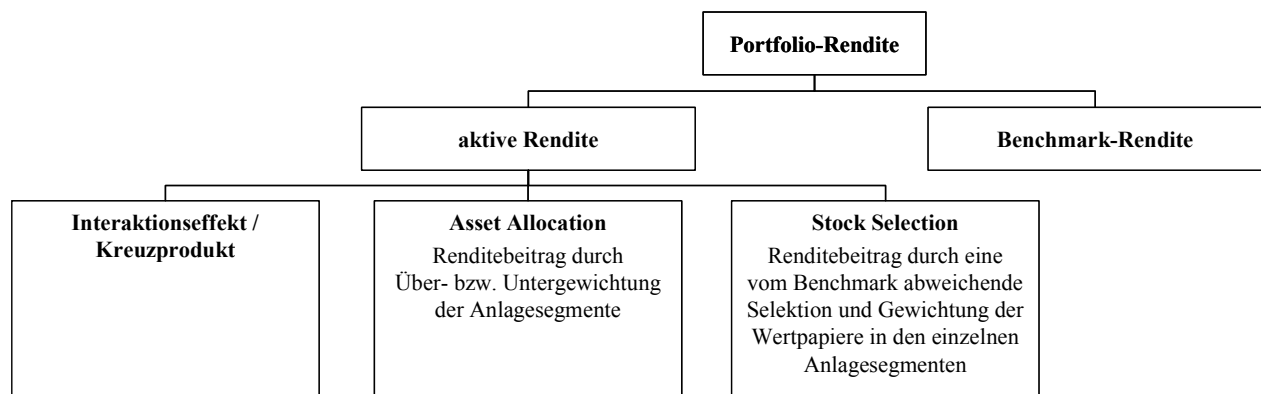 Portfolio-Rendite
aktive Rendite
Benchmark-Rendite
Interaktionseffekt /
Kreuzprodukt
Asset Allocation
Renditebeitrag durch
Über- bzw. Untergewichtung
der Anlagesegmente
Stock Selection
Renditebeitrag durch eine
vom Benchmark abweichende
Selektion und Gewichtung der
Wertpapiere in den einzelnen
Anlagesegmenten